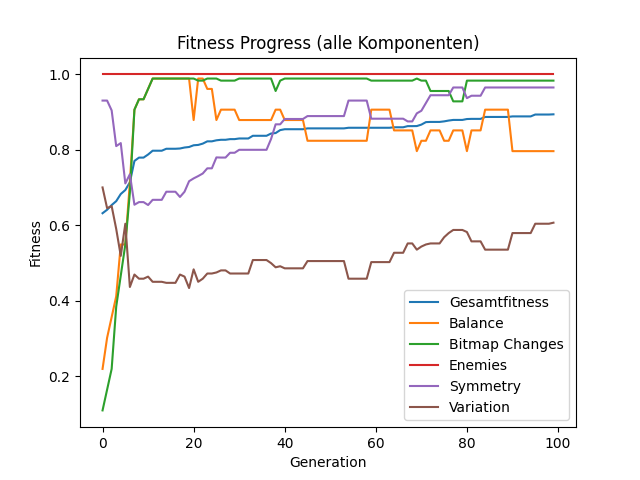 Fitness Progress (alle Komponenten)
1.0
0.8
0.6
0.4
0.2
Fitness
0 20 40 60 80 100
Generation
Gesamtfitness
Balance
Bitmap Changes
Enemies
Symmetry
Variation